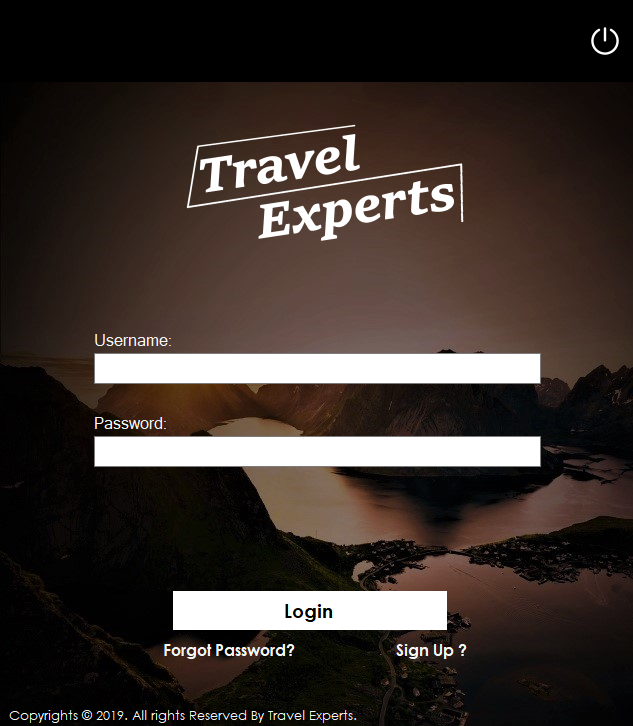 Travel
Experts
Username:
Password:
Login
Forgot Password?
Sign Up ?
Copyrights © 2019. All rights Reserved By Travel Experts.